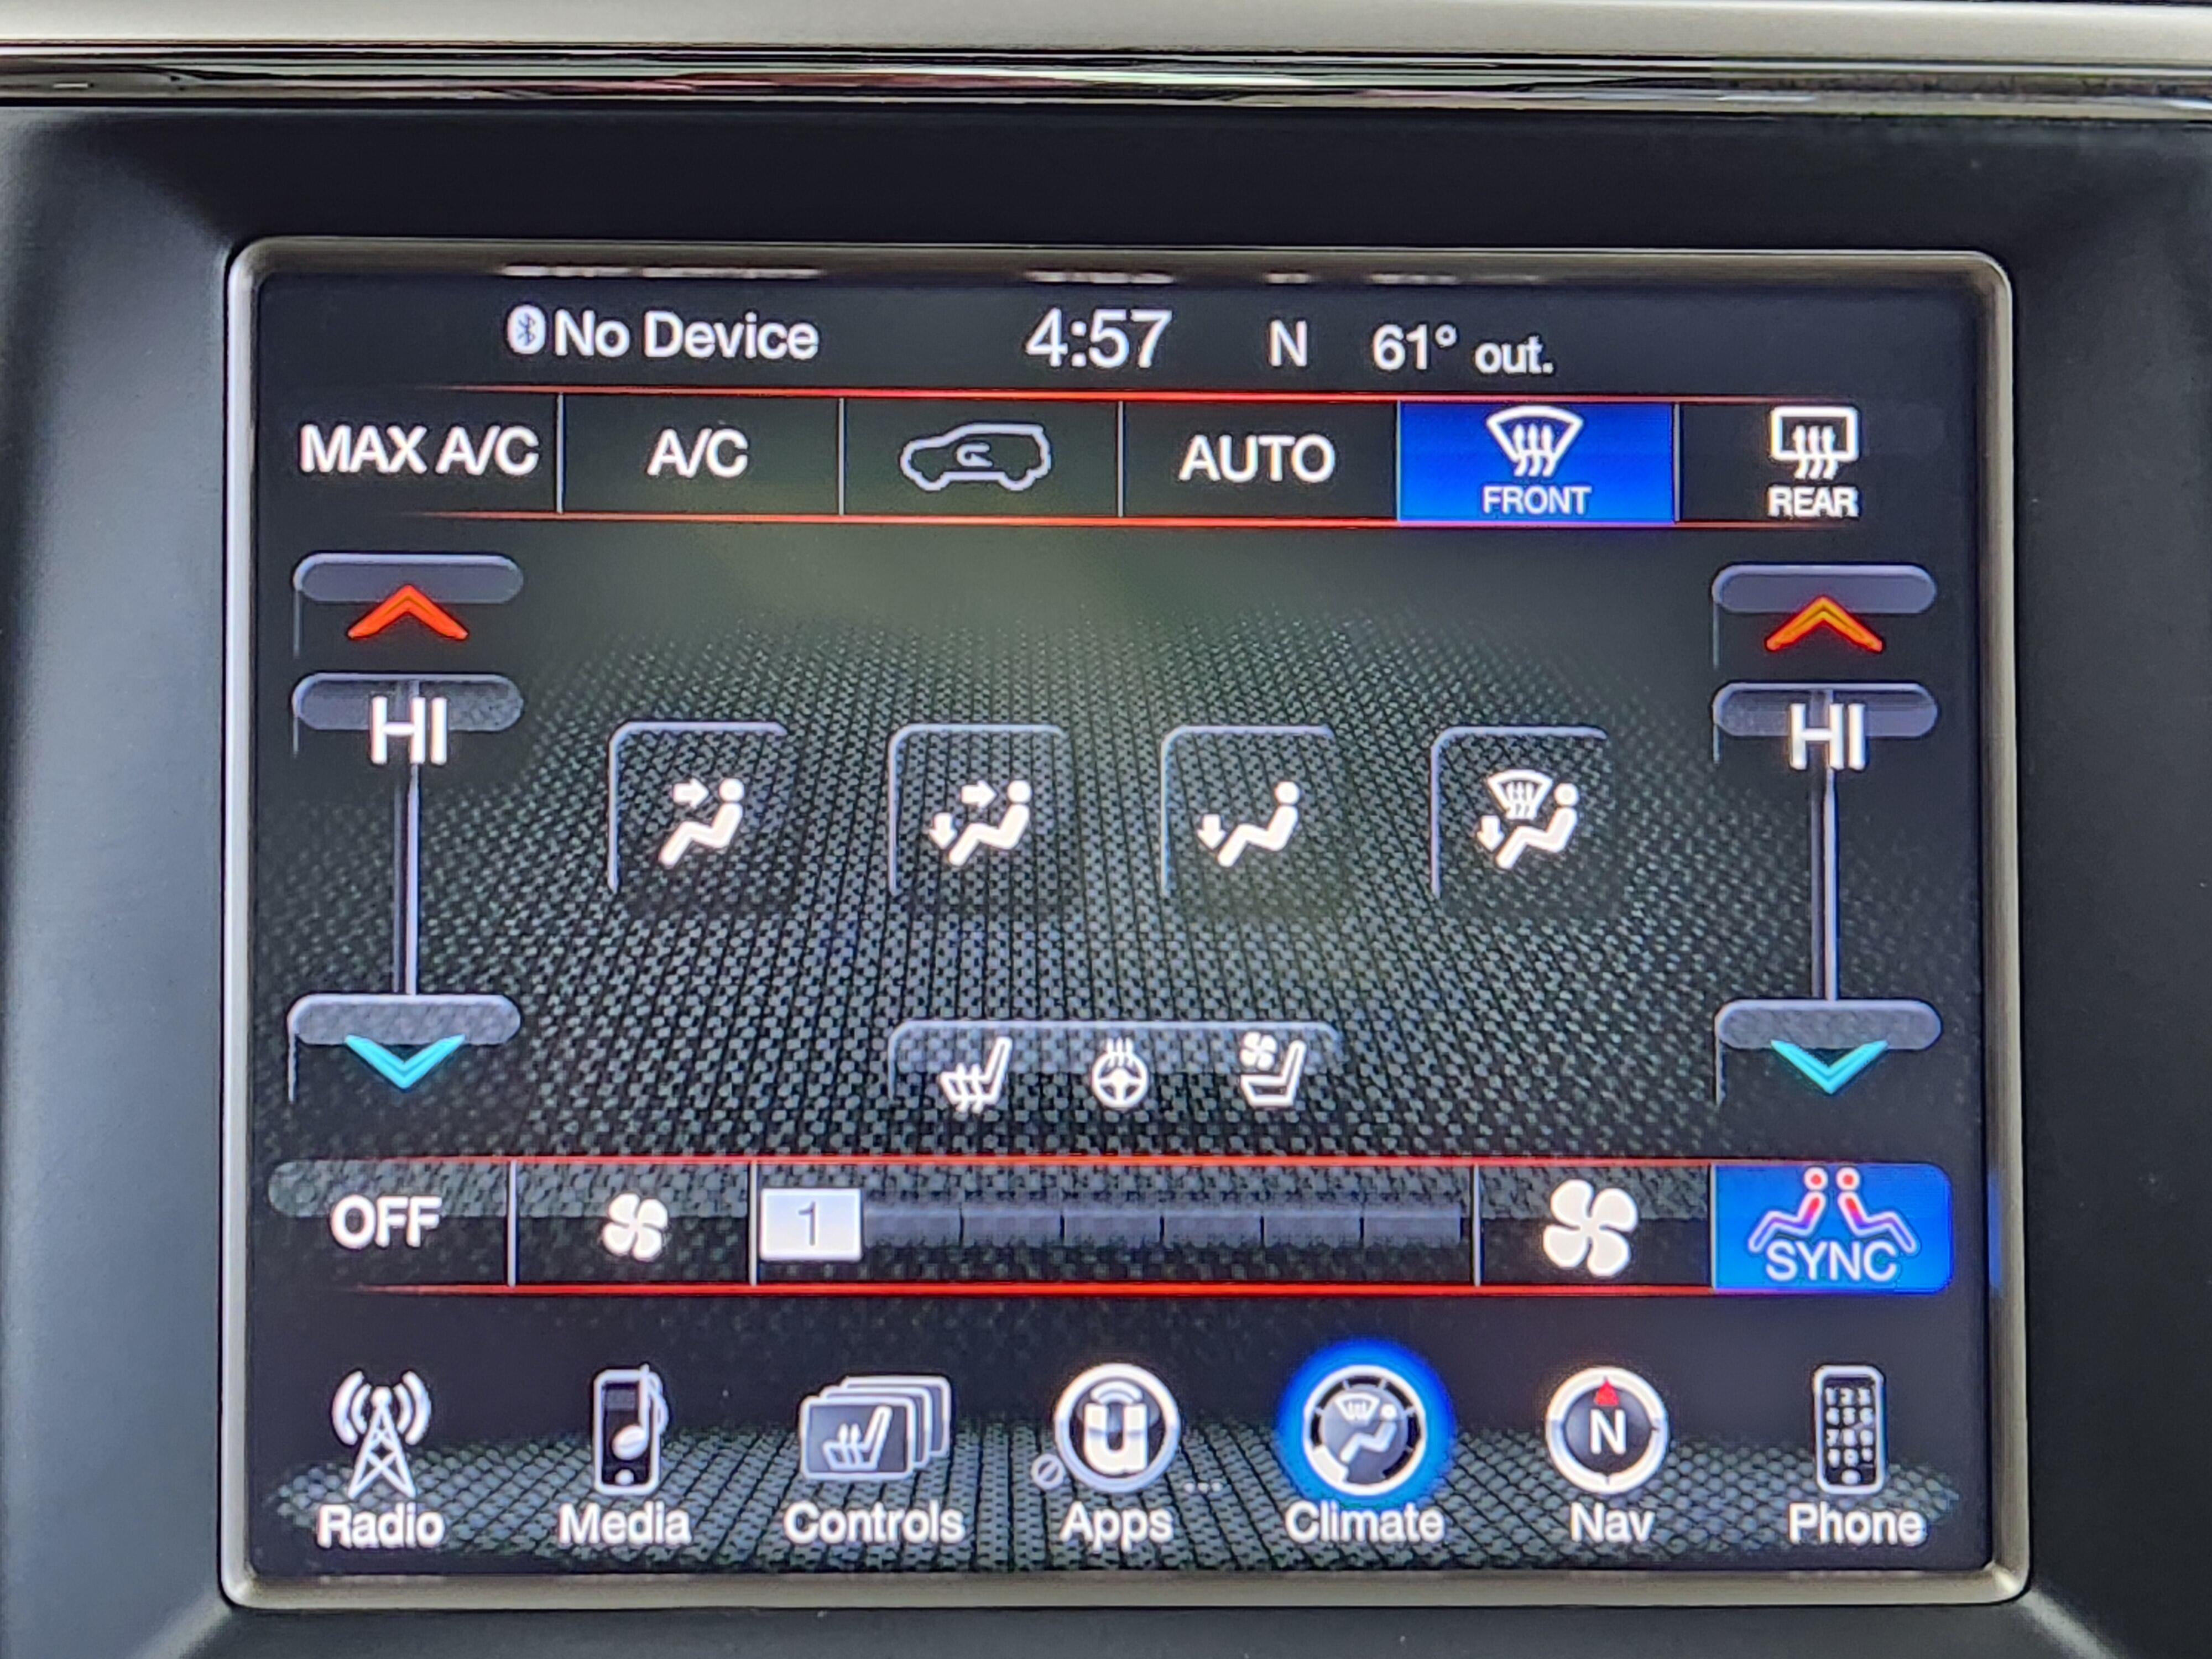 No Device 4:57 N 61° out.
MAX A/C A/C AUTO FRONT REAR
HI HI
OFF 1 SYNC
N
Radio Media Controls Apps Climate Nav Phone